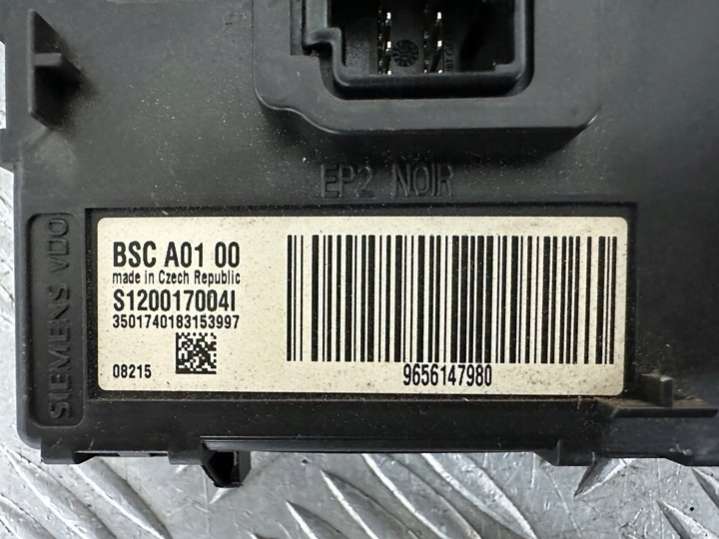 EP2 NOIR
SIEMENS VDO
BSC A01 00
made in Czech Republic
S120017004I
3501740183153997
08215
9656147980